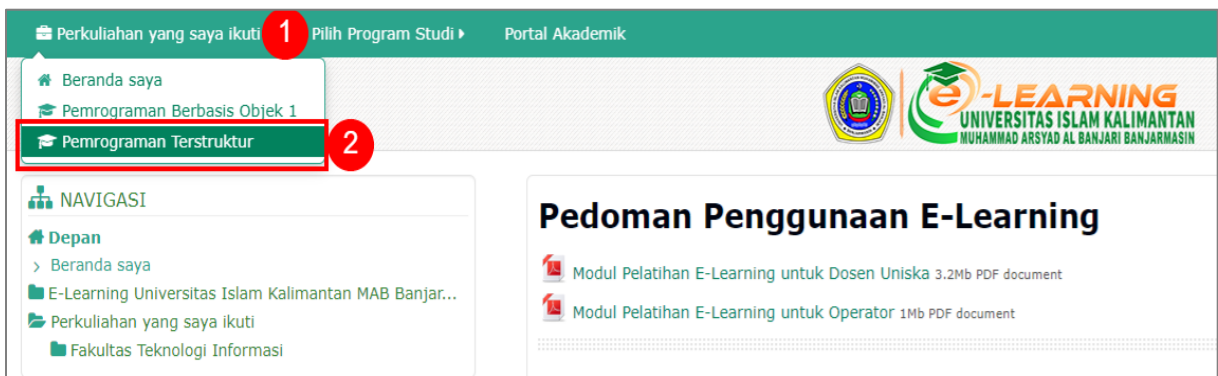 Perkuliahan yang saya ikuti 1 Pilih Program Studi Portal Akademik
Beranda saya
Pemrograman Berbasis Objek 1
Pemrograman Terstruktur 2
e-LEARNING
UNIVERSITAS ISLAM KALIMANTAN
MUHAMMAD ARSYAD AL BANJARI BANJARMASIN
NAVIGASI
Depan
> Beranda saya
E-Learning Universitas Islam Kalimantan MAB Banjar...
Perkuliahan yang saya ikuti
Fakultas Teknologi Informasi
Pedoman Penggunaan E-Learning
Modul Pelatihan E-Learning untuk Dosen Uniska 3.2Mb PDF document
Modul Pelatihan E-Learning untuk Operator 1Mb PDF document